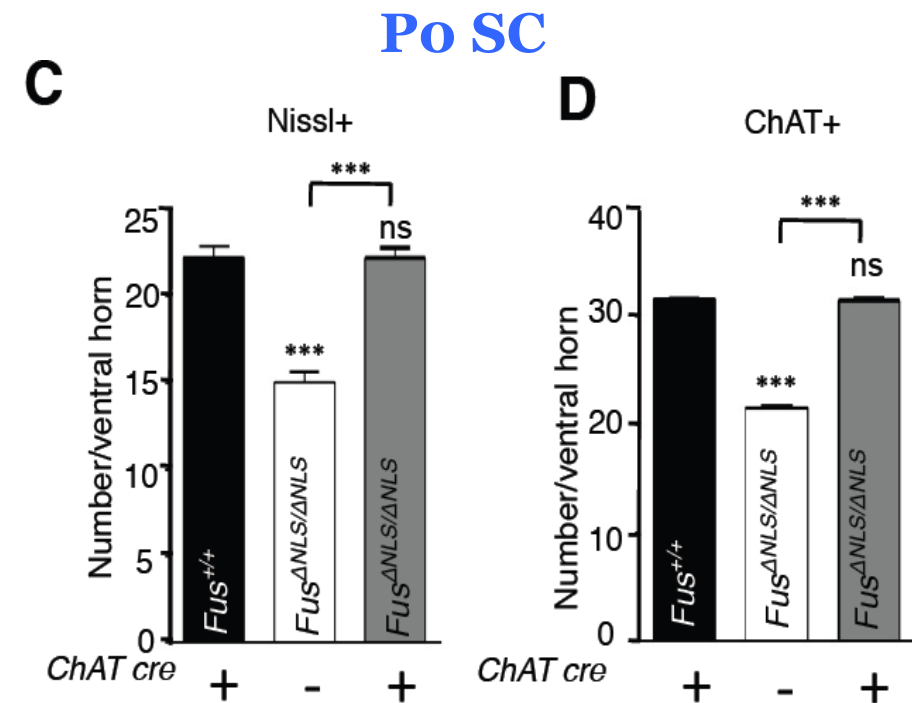 Po SC
C
Nissl+
***
ns
***
Number/ventral horn
25
20
15
10
5
0
Fus+/+
FusΔNLS/ΔNLS
FusΔNLS/ΔNLS
ChAT cre
+ - +
D
ChAT+
***
ns
***
Number/ventral horn
40
30
20
10
0
Fus+/+
FusΔNLS/ΔNLS
FusΔNLS/ΔNLS
ChAT cre
+ - +